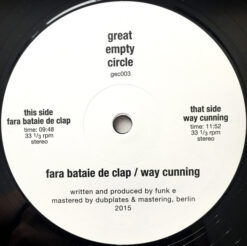 great
empty
circle
gec003
this side
fara bataie de clap
time: 09:48
33 1/3 rpm
stereo
that side
way cunning
time: 11:52
33 1/3 rpm
stereo
fara bataie de clap / way cunning
written and produced by funk e
mastered by dubplates & mastering, berlin
2015